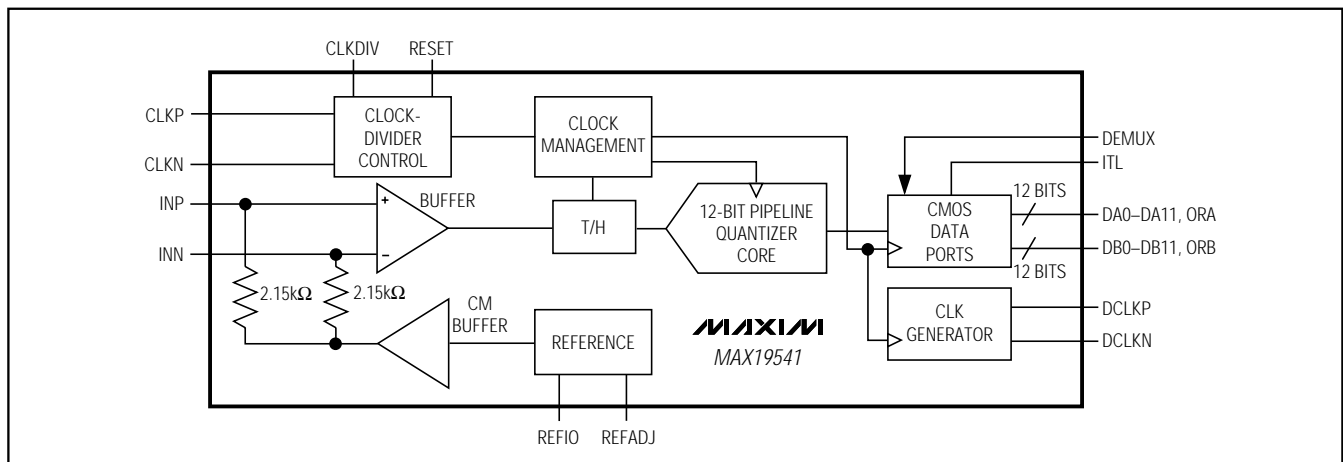 CLKDIV RESET
CLKP
CLKN
CLOCK-
DIVIDER
CONTROL
CLOCK
MANAGEMENT
DEMUX
ITL
INP
INN
+
−
BUFFER
T/H
12-BIT PIPELINE
QUANTIZER
CORE
CMOS
DATA
PORTS
12 BITS
12 BITS
DA0–DA11, ORA
DB0–DB11, ORB
2.15kΩ
2.15kΩ
CM
BUFFER
REFERENCE
MAXIM
MAX19541
CLK
GENERATOR
DCLKP
DCLKN
REFIO REFADJ